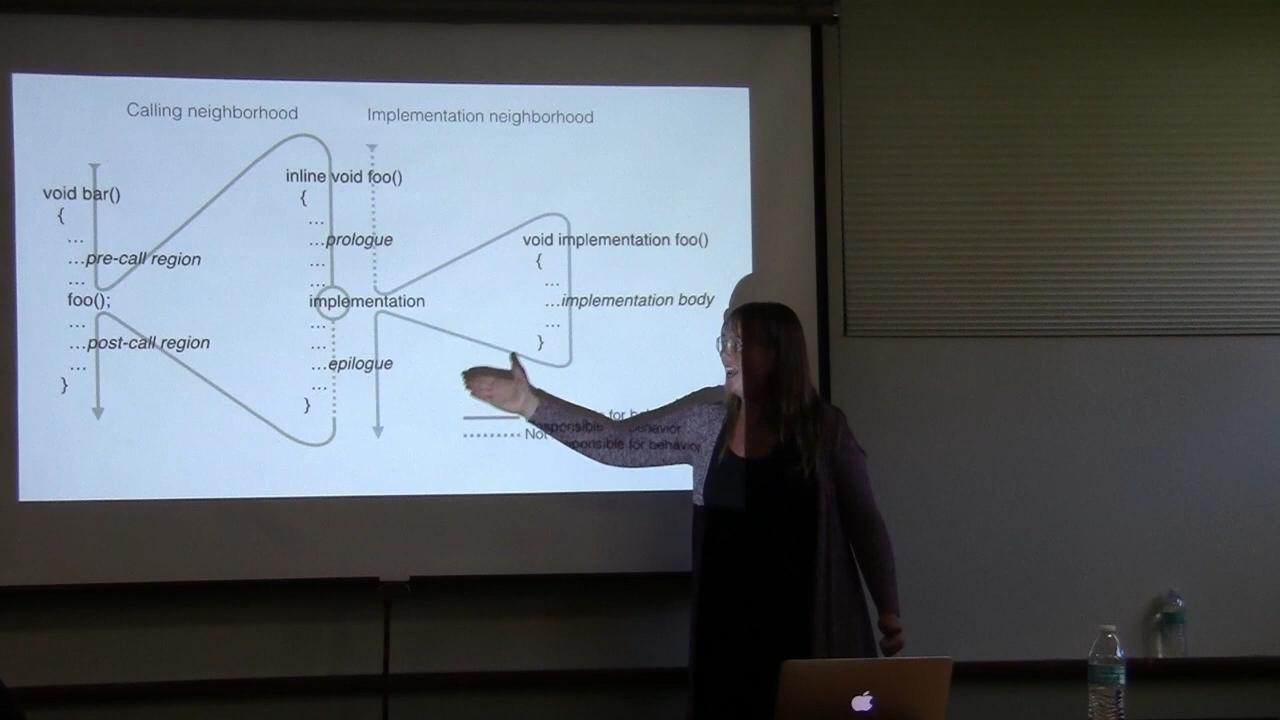 Calling neighborhood
Implementation neighborhood
void bar()
{
...
...pre-call region
...
foo();
...
...post-call region
}
inline void foo()
{
...
...prologue
...
...
implementation
...
...
...epilogue
...
}
void implementation foo()
{
...
...implementation body
...
}
for behavior
Not responsible for behavior